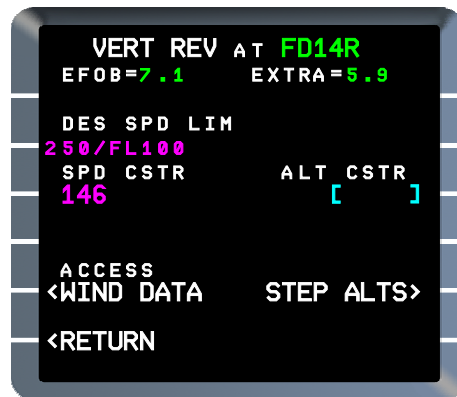 VERT REV AT FD14R
EFOB=7.1 EXTRA=5.9
DES SPD LIM
250/FL100
SPD CSTR ALT CSTR
146 [ ]
ACCESS
<WIND DATA STEP ALTS>
<RETURN